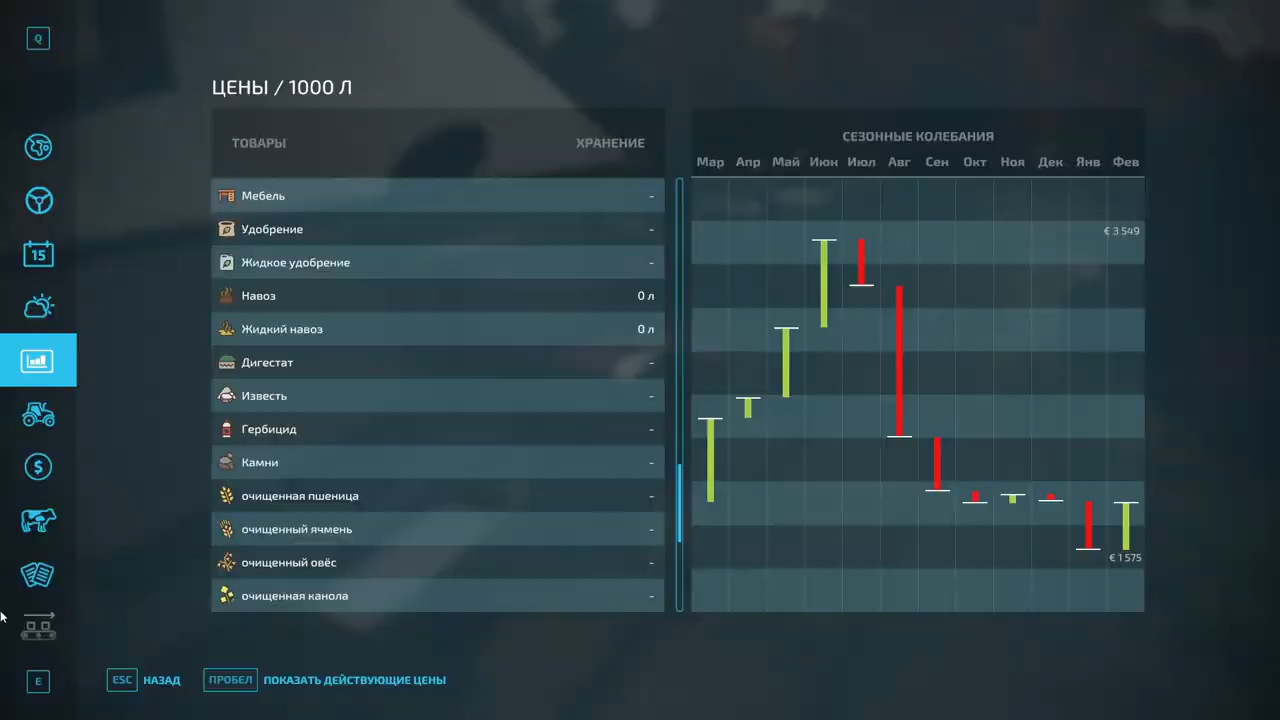 Q
ЦЕНЫ / 1000 Л
ТОВАРЫ ХРАНЕНИЕ
Мебель -
Удобрение -
Жидкое удобрение -
Навоз 0 л
Жидкий навоз 0 л
Дигестат -
Известь -
Гербицид -
Камни -
очищенная пшеница -
очищенный ячмень -
очищенный овёс -
очищенная канола -
СЕЗОННЫЕ КОЛЕБАНИЯ
Мар Апр Май Июн Июл Авг Сен Окт Ноя Дек Янв Фев
€ 3 549
€ 1 575
15
$
E
ESC НАЗАД ПРОБЕЛ ПОКАЗАТЬ ДЕЙСТВУЮЩИЕ ЦЕНЫ